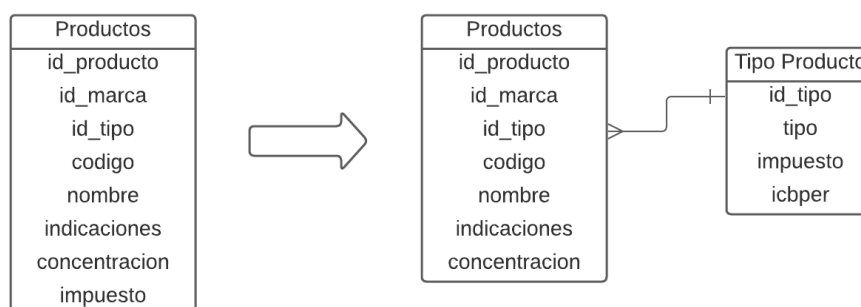 Productos
id_producto
id_marca
id_tipo
codigo
nombre
indicaciones
concentracion
impuesto
Productos
id_producto
id_marca
id_tipo
codigo
nombre
indicaciones
concentracion
Tipo Producto
id_tipo
tipo
impuesto
icbper